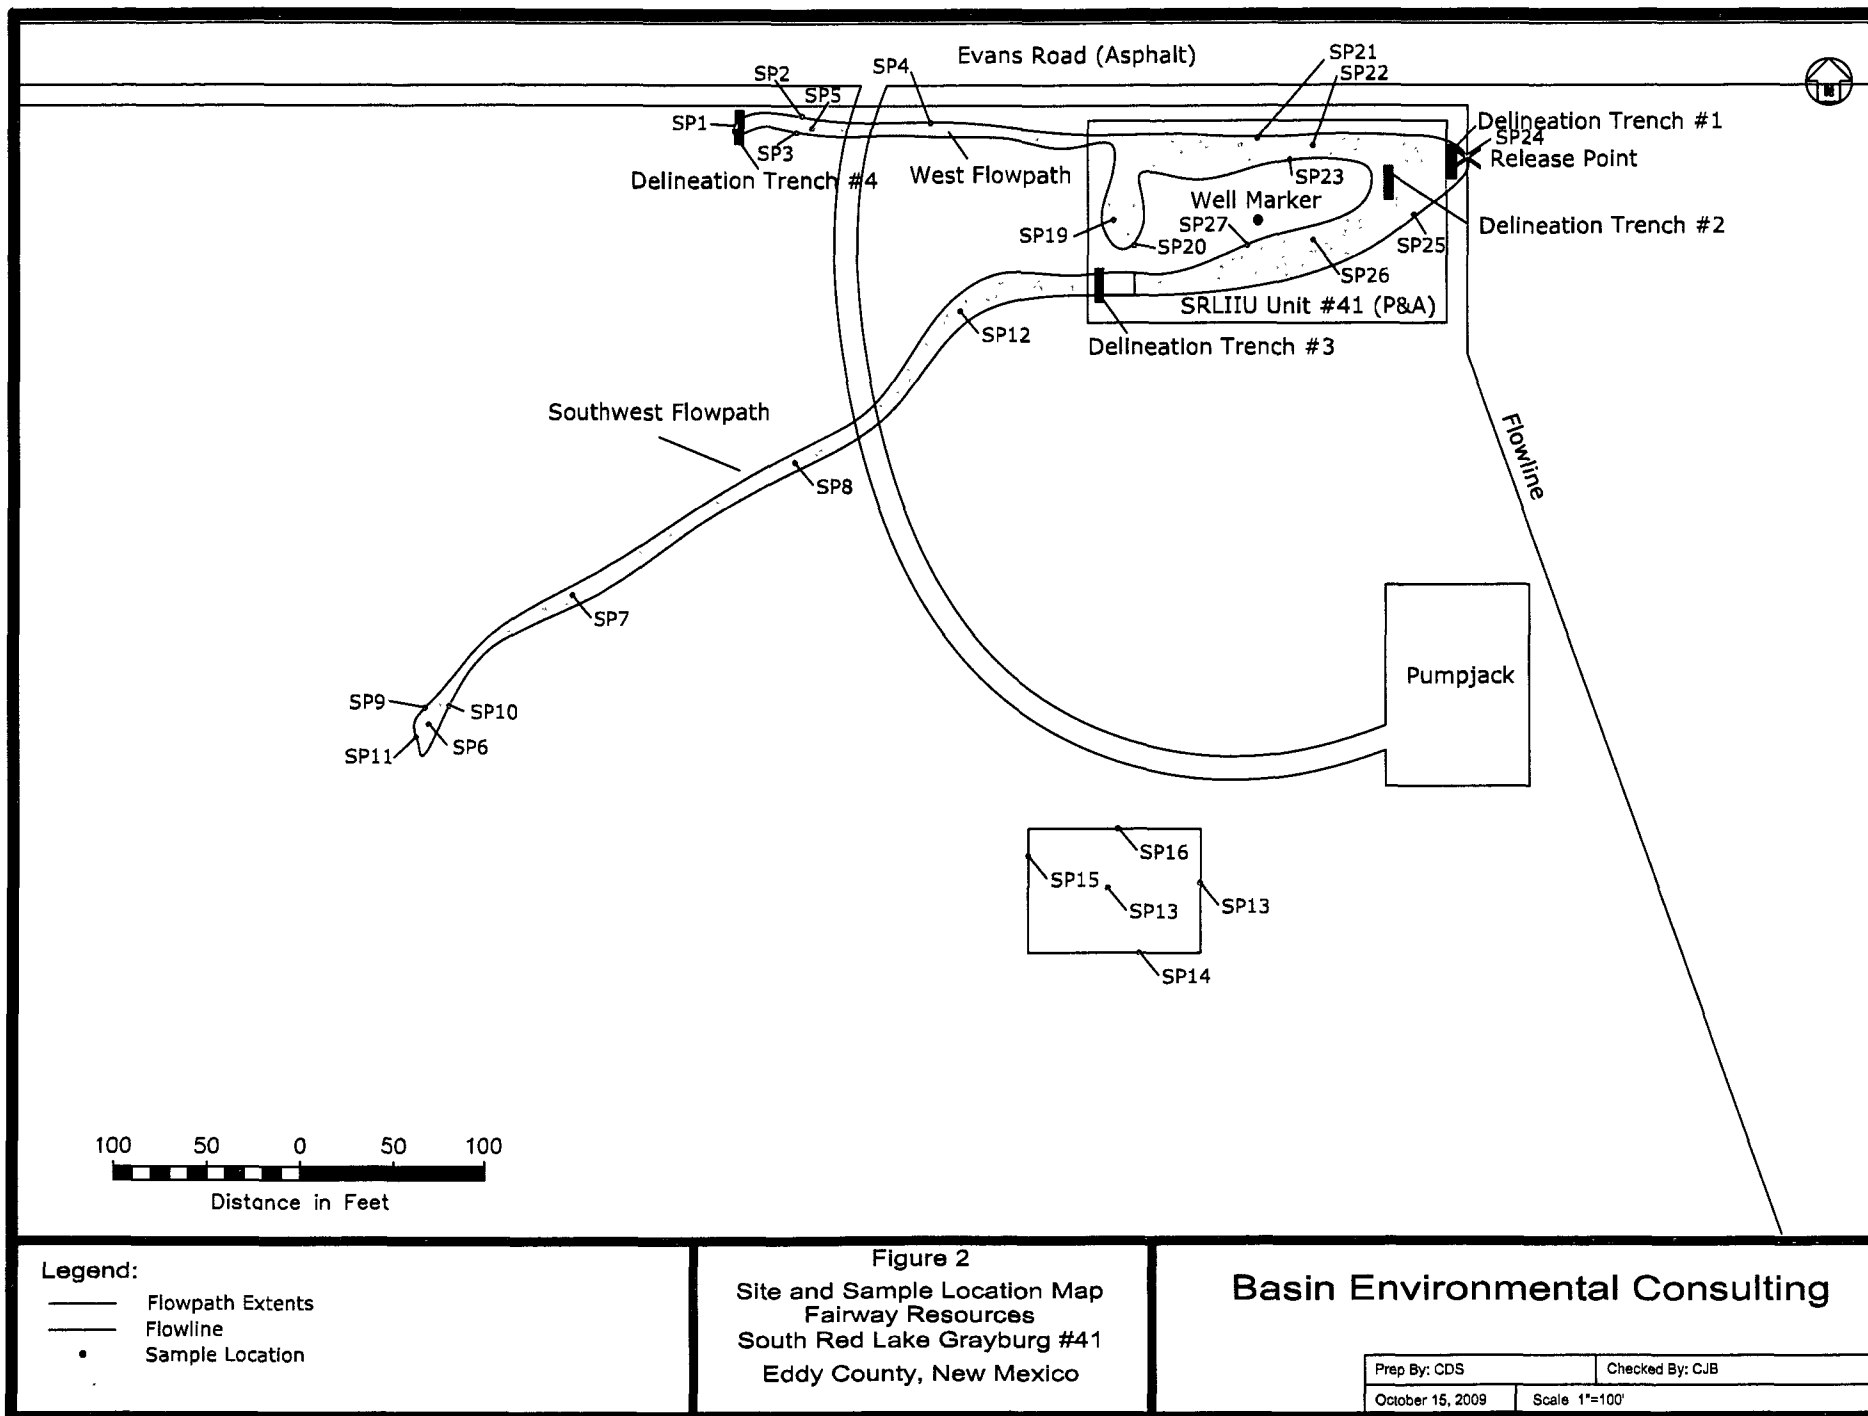 Evans Road (Asphalt)
SP21
SP22
SP4
SP2
SP5
SP1
SP3
Delineation Trench #4
West Flowpath
Delineation Trench #1
SP24
Release Point
SP23
Well Marker
SP27
SP19
SP20
SP25
Delineation Trench #2
SP26
SRLIIU Unit #41 (P&A)
SP12
Delineation Trench #3
Southwest Flowpath
Flowline
SP8
SP7
Pumpjack
SP9
SP10
SP6
SP11
SP16
SP15
SP13
SP13
SP14
N
100 50 0 50 100
Distance in Feet
Legend:
Flowpath Extents
Flowline
Sample Location
Figure 2
Site and Sample Location Map
Fairway Resources
South Red Lake Grayburg #41
Eddy County, New Mexico
Basin Environmental Consulting
Prep By: CDS
Checked By: CJB
October 15, 2009
Scale 1"=100'